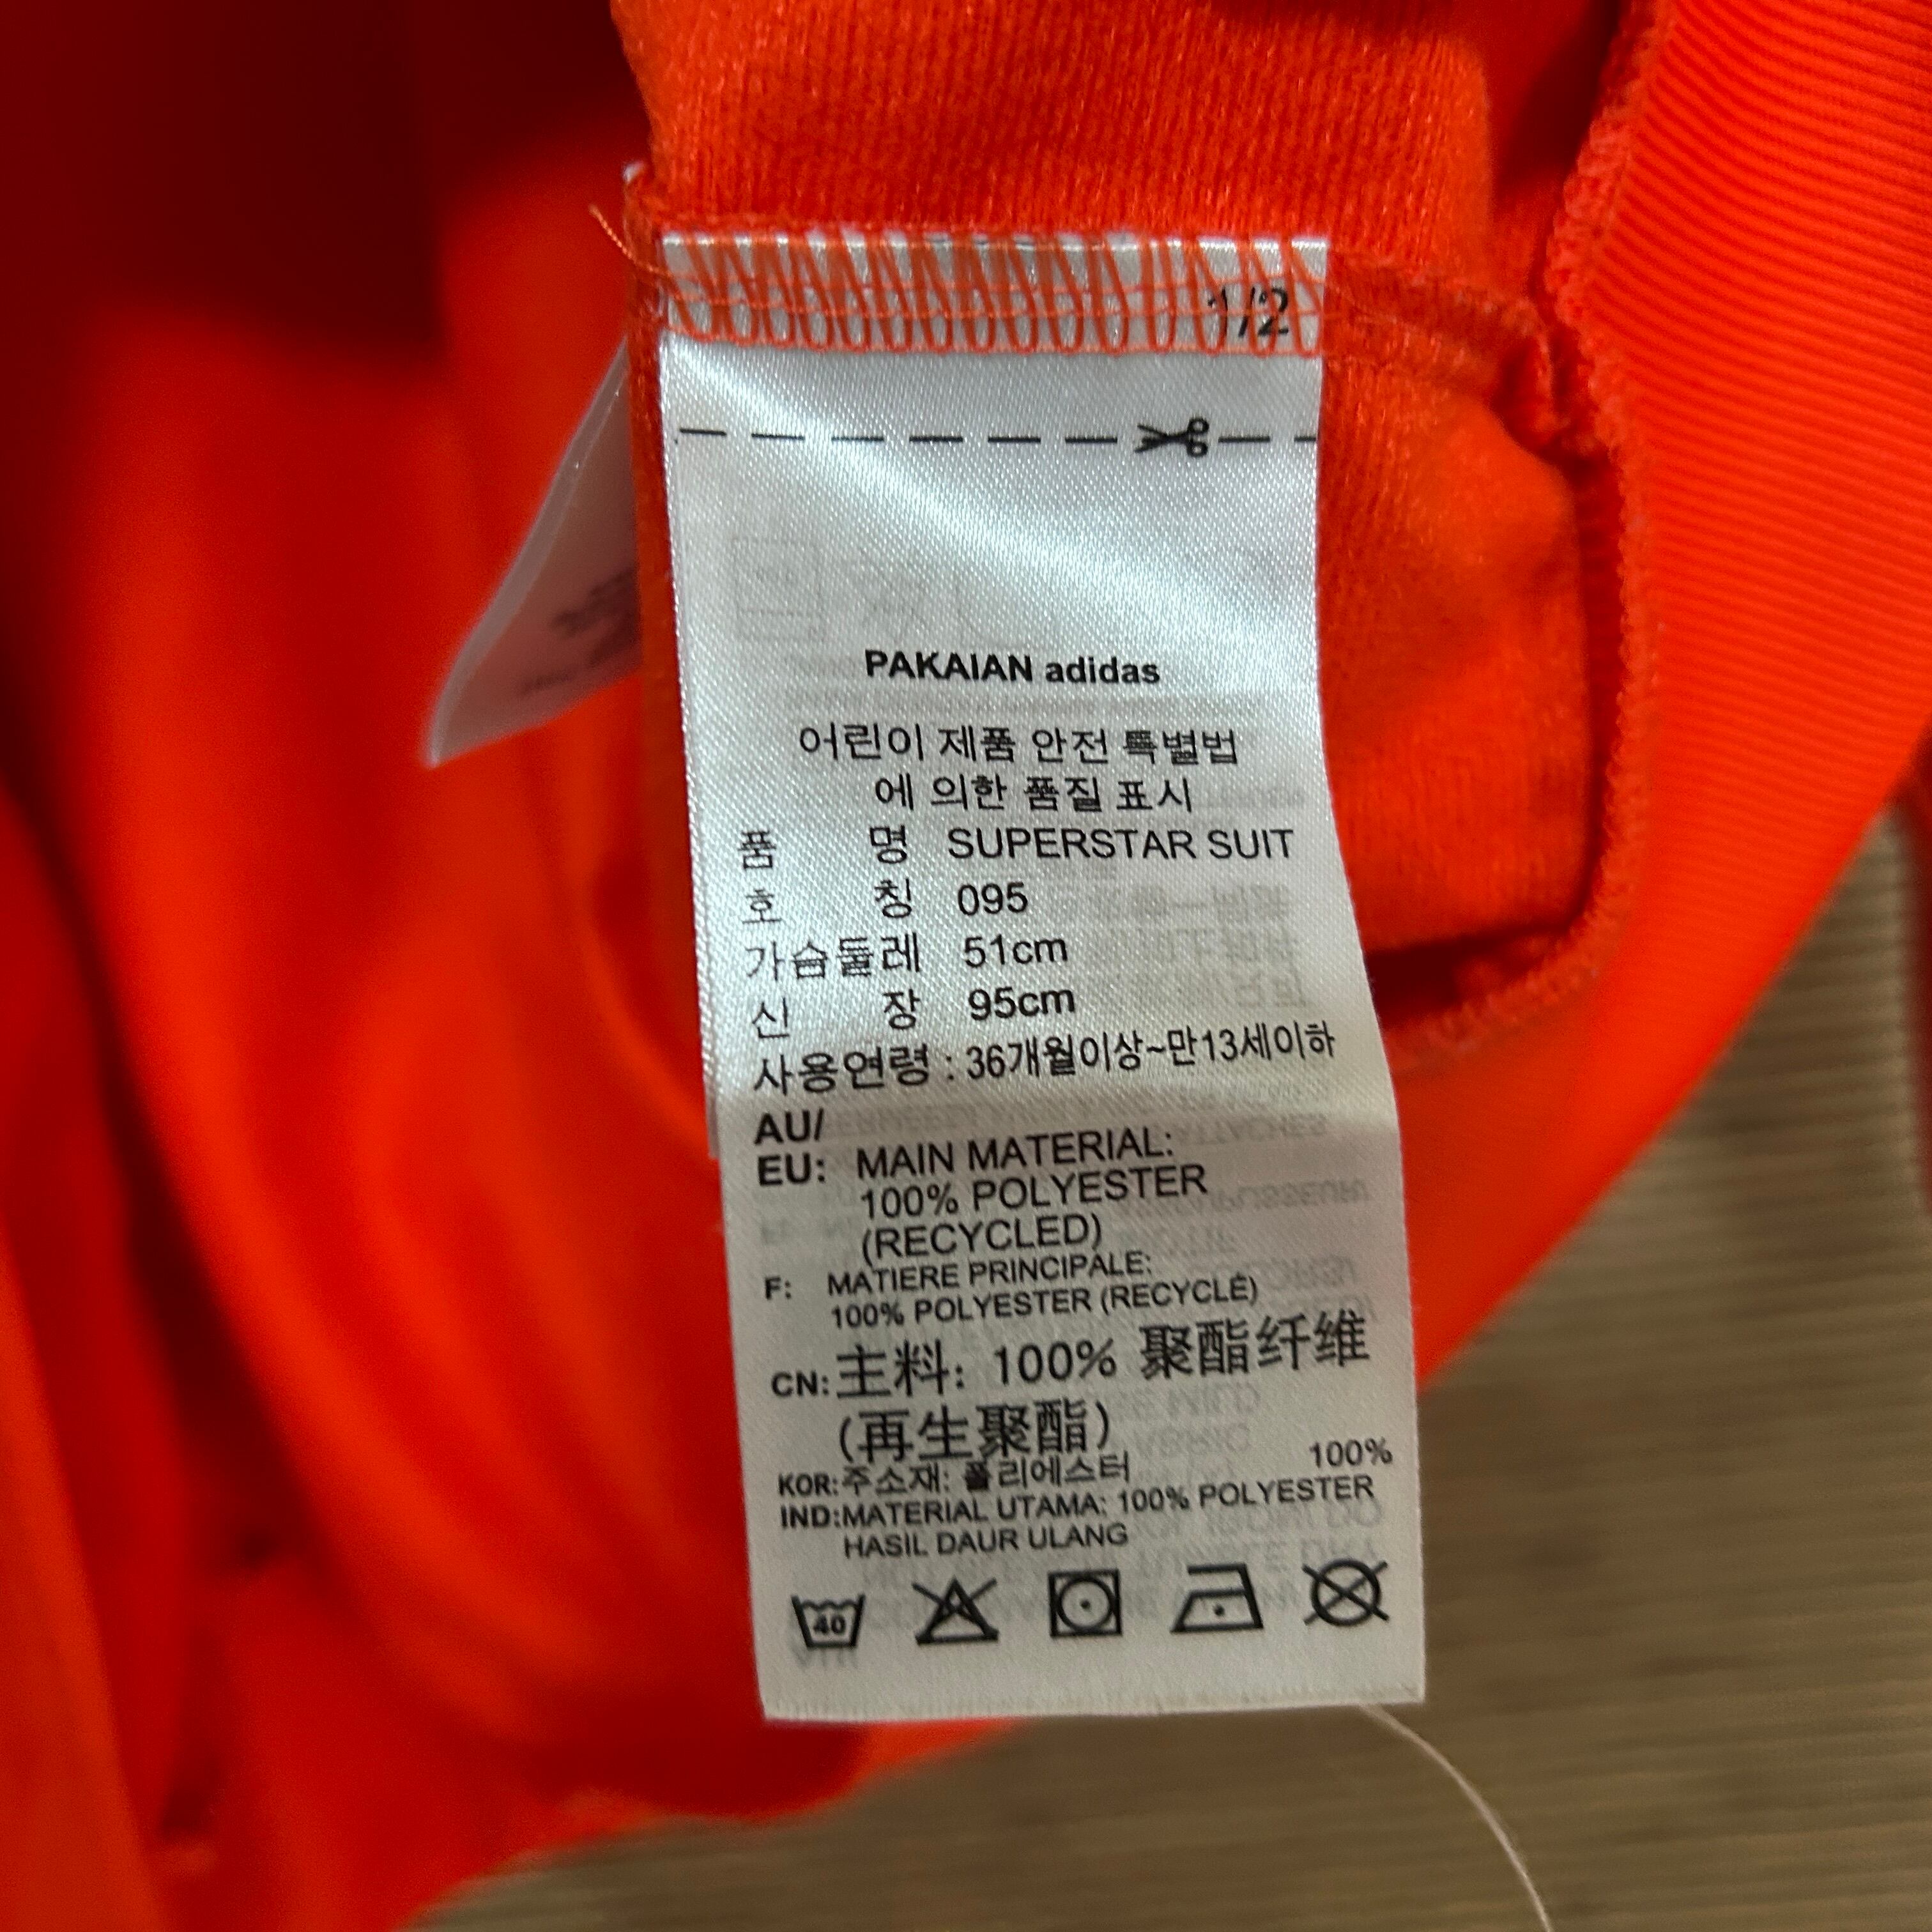 1/2
PAKAIAN adidas
어린이 제품 안전 특별법
에 의한 품질 표시
품 명 SUPERSTAR SUIT
호 칭 095
가슴둘레 51cm
신 장 95cm
사용연령 : 36개월이상~만13세이하
AU/
EU: MAIN MATERIAL:
100% POLYESTER
(RECYCLED)
F: MATIERE PRINCIPALE:
100% POLYESTER (RECYCLÉ)
CN: 主料: 100% 聚酯纤维
(再生聚酯)
100%
KOR: 주소재: 폴리에스터
IND: MATERIAL UTAMA: 100% POLYESTER
HASIL DAUR ULANG
40